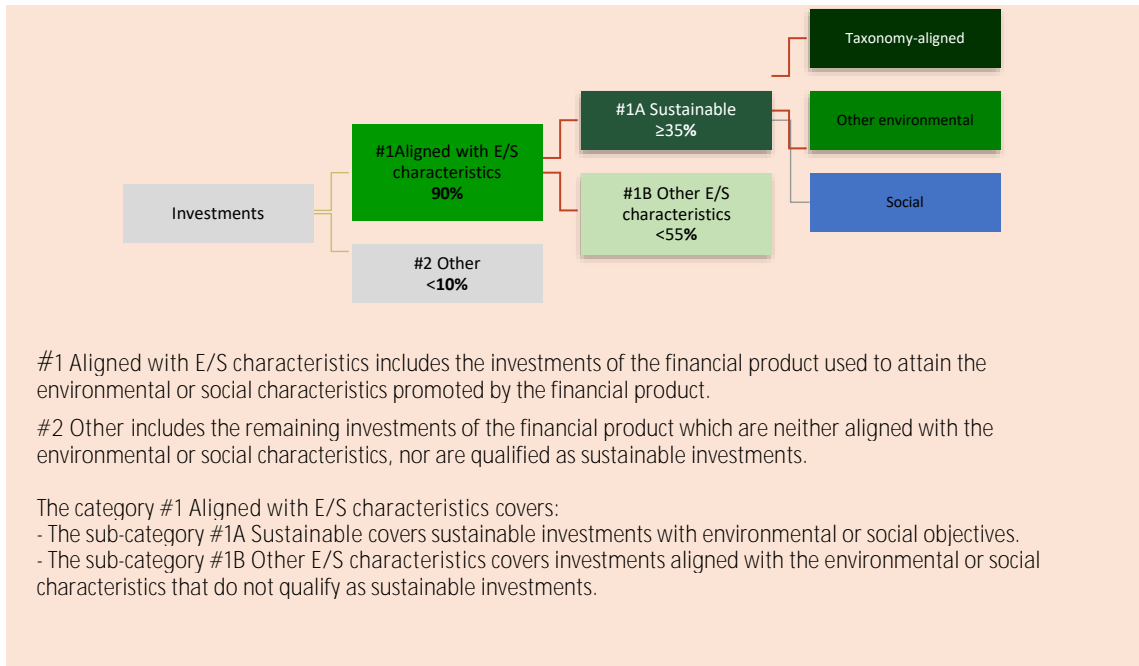 Taxonomy-aligned
#1A Sustainable
≥35%
Other environmental
#1Aligned with E/S
characteristics
90%
#1B Other E/S
characteristics
<55%
Investments
Social
#2 Other
<10%
#1 Aligned with E/S characteristics includes the investments of the financial product used to attain the
environmental or social characteristics promoted by the financial product.
#2 Other includes the remaining investments of the financial product which are neither aligned with the
environmental or social characteristics, nor are qualified as sustainable investments.
The category #1 Aligned with E/S characteristics covers:
- The sub-category #1A Sustainable covers sustainable investments with environmental or social objectives.
- The sub-category #1B Other E/S characteristics covers investments aligned with the environmental or social
characteristics that do not qualify as sustainable investments.